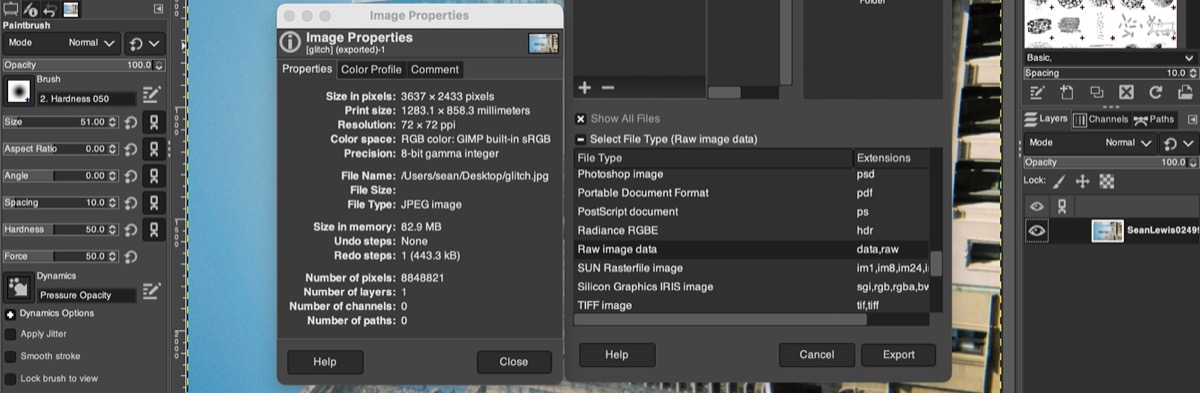 Paintbrush
Mode Normal
Opacity 100.0
Brush
2. Hardness 050
Size 51.00
Aspect Ratio 0.00
Angle 0.00
Spacing 10.0
Hardness 50.0
Force 50.0
Dynamics
Pressure Opacity
Dynamics Options
Apply Jitter
Smooth stroke
Lock brush to view
Image Properties
Image Properties
[glitch] (exported)-1
Properties Color Profile Comment
Size in pixels: 3637 × 2433 pixels
Print size: 1283.1 × 858.3 millimeters
Resolution: 72 × 72 ppi
Color space: RGB color: GIMP built-in sRGB
Precision: 8-bit gamma integer
File Name: /Users/sean/Desktop/glitch.jpg
File Size:
File Type: JPEG image
Size in memory: 82.9 MB
Undo steps: None
Redo steps: 1 (443.3 kB)
Number of pixels: 8848821
Number of layers: 1
Number of channels: 0
Number of paths: 0
Help Close
Folder
Show All Files
Select File Type (Raw image data)
File Type Extensions
Photoshop image psd
Portable Document Format pdf
PostScript document ps
Radiance RGBE hdr
Raw image data data,raw
SUN Rasterfile image im1,im8,im24,i
Silicon Graphics IRIS image sgi,rgb,rgba,bw
TIFF image tif,tiff
Help Cancel Export
Basic,
Spacing 10.0
Layers Channels Paths
Mode Normal
Opacity 100.0
Lock:
SeanLewis0249